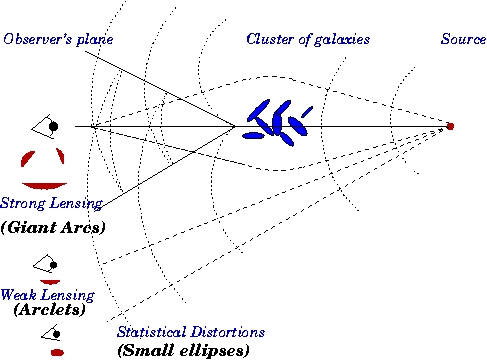 Observer's plane
Cluster of galaxies
Source
Strong Lensing
(Giant Arcs)
Weak Lensing
(Arclets)
Statistical Distortions
(Small ellipses)